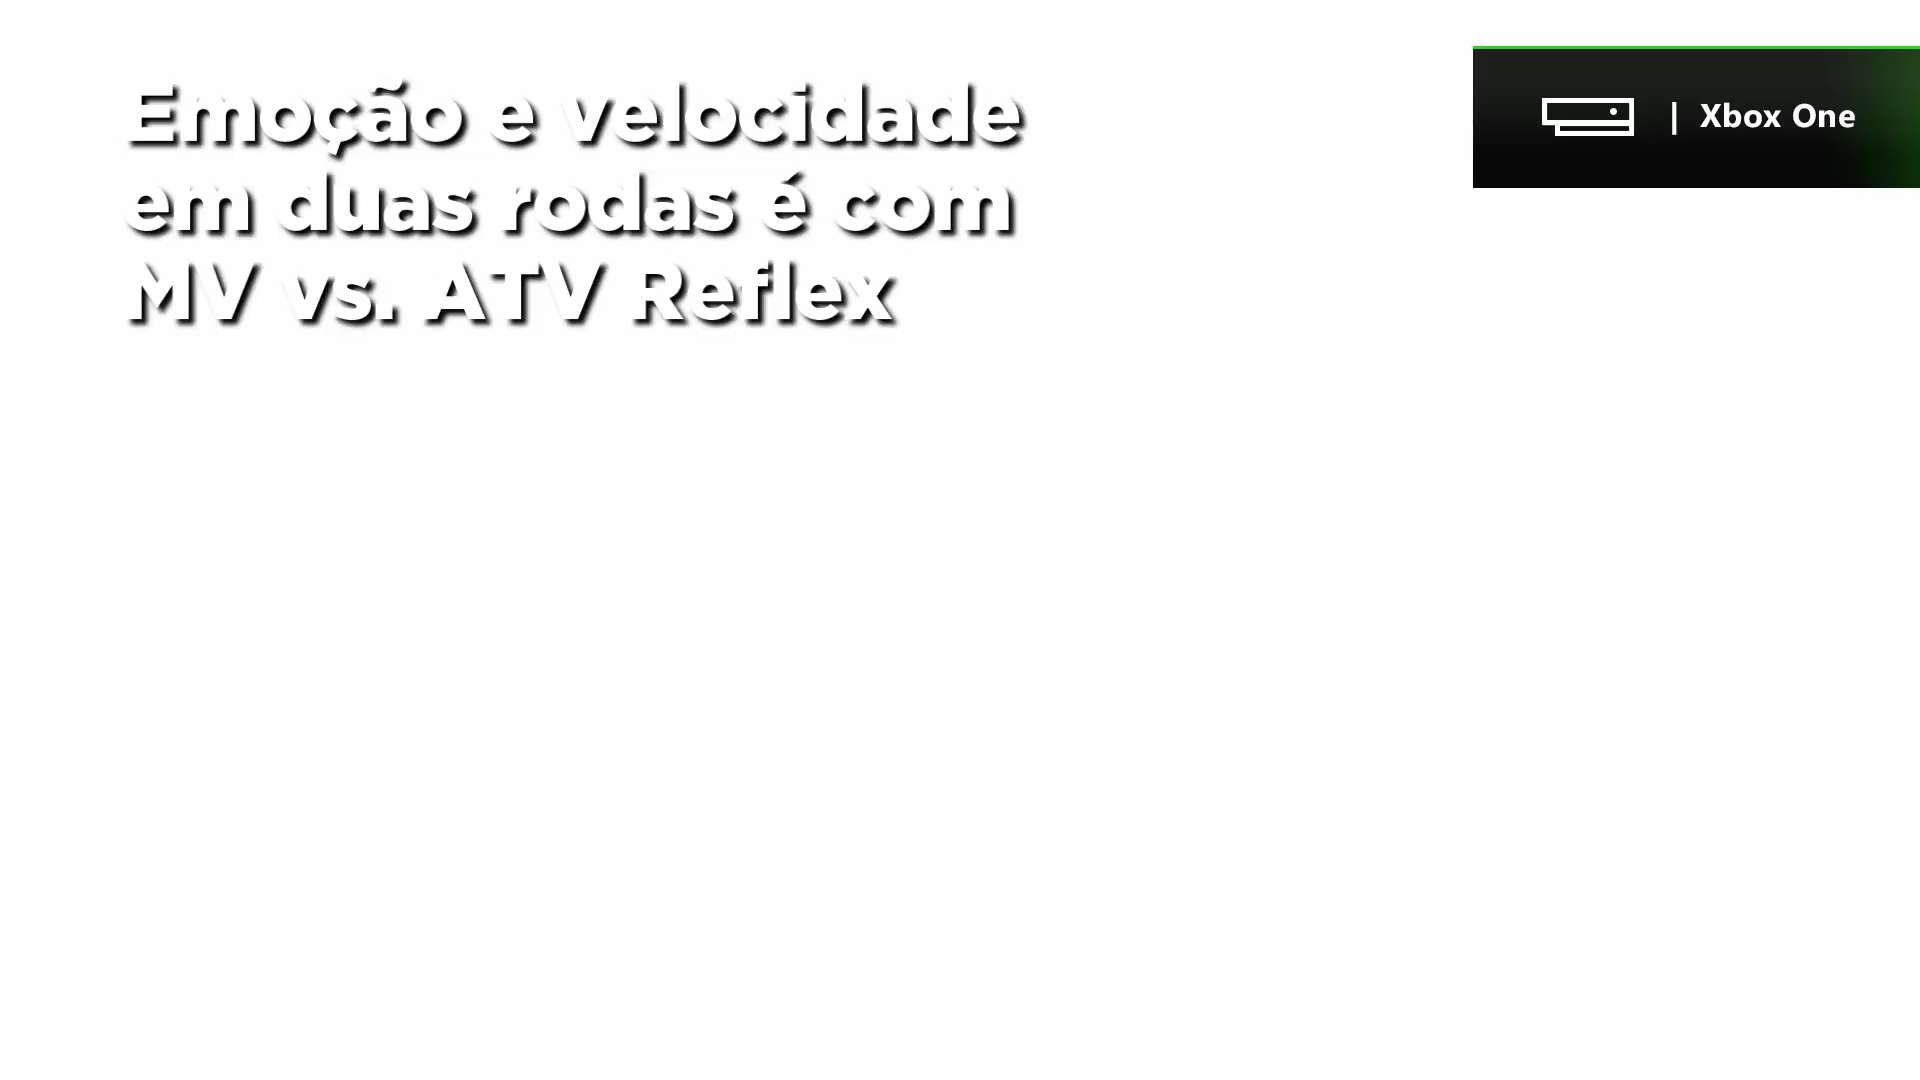 Emoção e velocidade
em duas rodas é com
MV vs. ATV Reflex
| Xbox One